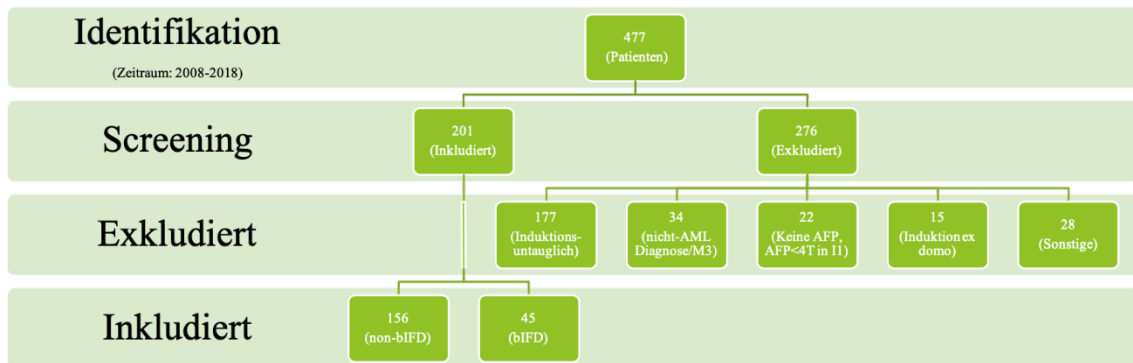 Identifikation
(Zeitraum: 2008-2018)
477
(Patienten)
Screening
201
(Inkludiert)
276
(Exkludiert)
Exkludiert
177
(Induktions-
untauglich)
34
(nicht-AML
Diagnose/M3)
22
(Keine AFP,
AFP<4T in I1)
15
(Induktion ex
domo)
28
(Sonstige)
Inkludiert
156
(non-bIFD)
45
(bIFD)